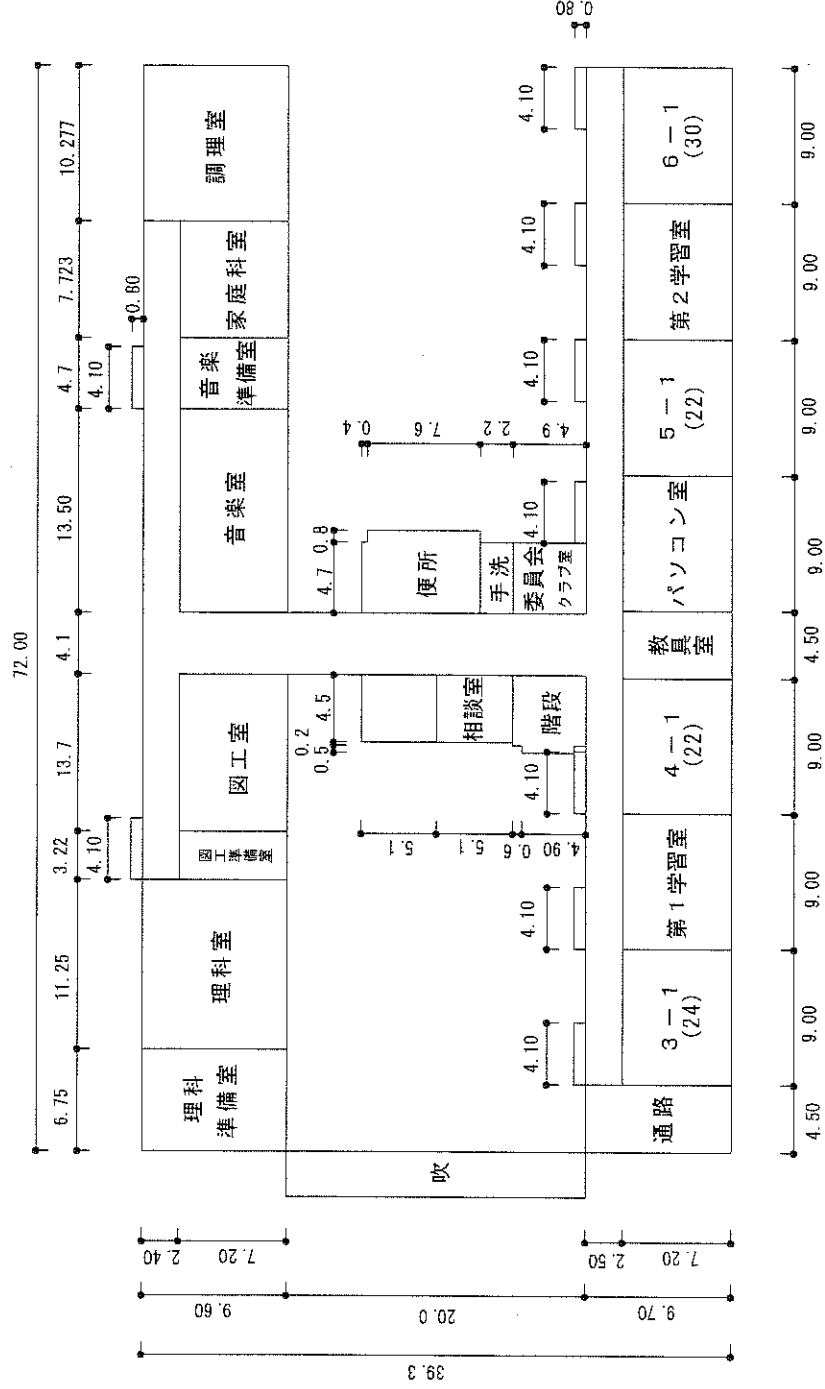 72.00
6.75
11.25
3.22
13.7
4.1
13.50
4.7
7.723
10.277
4.10
4.10
0.80
0.80
理科
準備室
理科室
図工準備室
図工室
音楽室
音楽
準備室
家庭科室
調理室
2.40
7.20
9.60
20.0
39.3
2.50
7.20
9.70
吹
0.2
0.5
4.5
4.7
0.8
0.4
7.6
2.2
4.9
5.1
5.1
0.6
4.90
相談室
階段
便所
手洗
委員会
クラブ室
4.10
4.10
4.10
4.10
4.10
4.10
4.10
通路
3－1
(24)
第1学習室
4－1
(22)
教員室
パソコン室
5－1
(22)
第2学習室
6－1
(30)
4.50
9.00
9.00
9.00
4.50
9.00
9.00
9.00
9.00